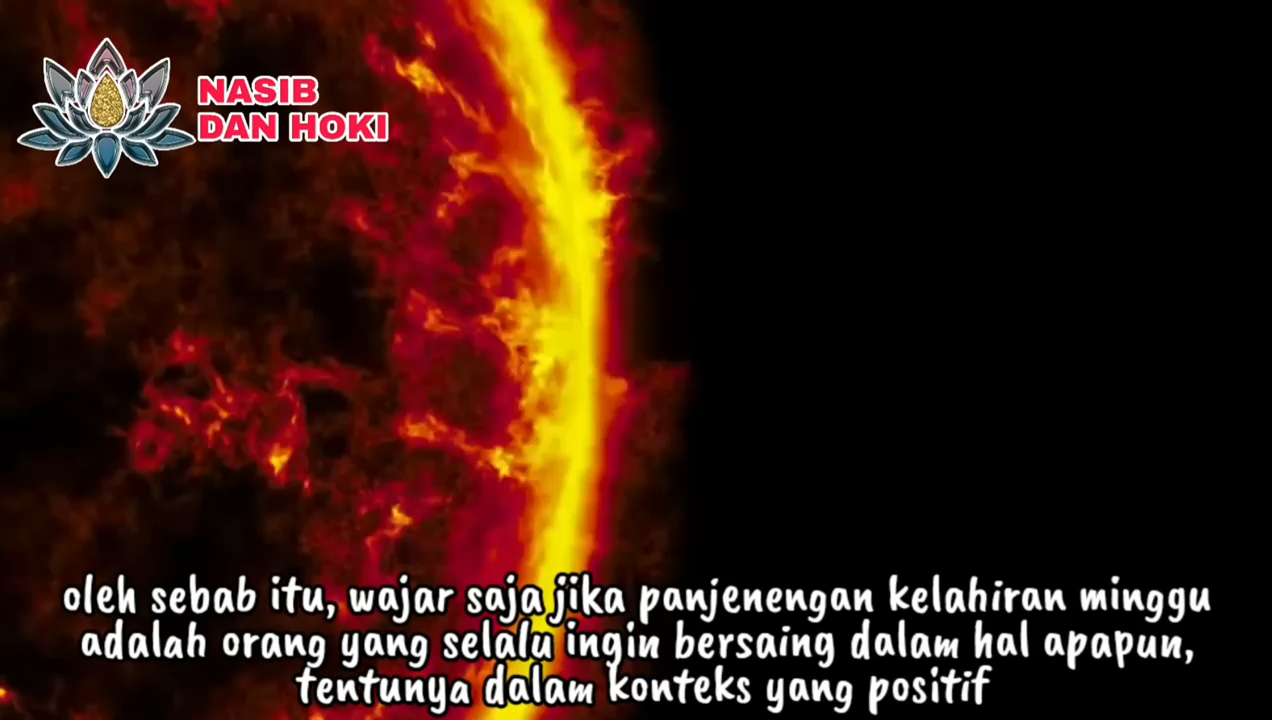 NASIB
DAN HOKI
oleh sebab itu, wajar saja jika panjenengan kelahiran minggu
adalah orang yang selalu ingin bersaing dalam hal apapun,
tentunya dalam konteks yang positif